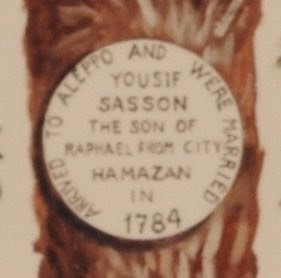 YOUSIF
SASSON
THE SON OF
RAPHAEL FROM CITY
HAMAZAN
IN
1784
ARRIVED TO ALEPPO AND WERE MARRIED